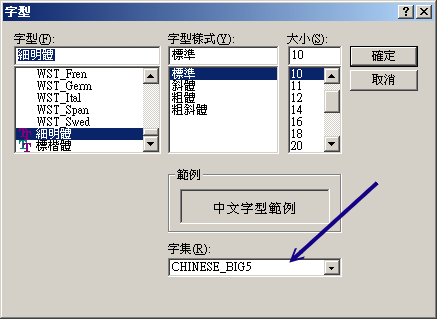 字型
字型(F):
細明體
WST_Fren
WST_Germ
WST_Ital
WST_Span
WST_Swed
細明體
標楷體
字型樣式(Y):
標準
標準
斜體
粗體
粗斜體
大小(S):
10
10
11
12
14
16
18
20
確定
取消
範例
中文字型範例
字集(R):
CHINESE_BIG5